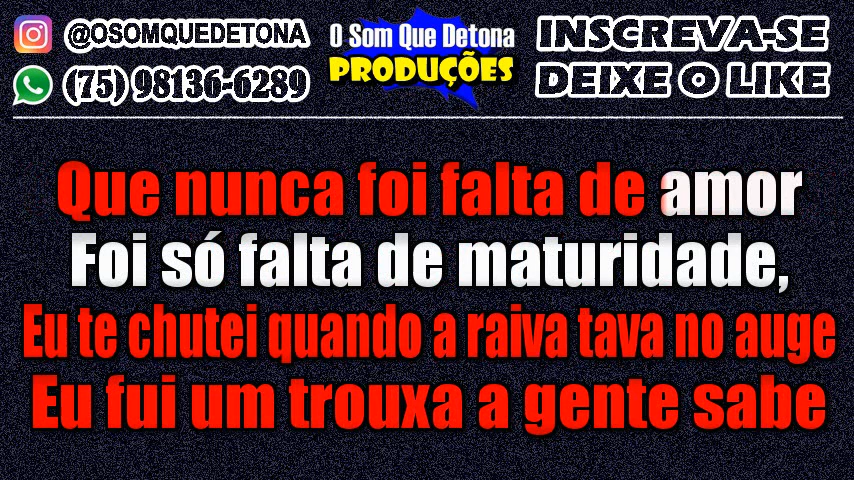 @OSOMQUEDETONA
(75) 98136-6289
O Som Que Detona
PRODUÇÕES
INSCREVA-SE
DEIXE O LIKE
Que nunca foi falta de amor
Foi só falta de maturidade,
Eu te chutei quando a raiva tava no auge
Eu fui um trouxa a gente sabe